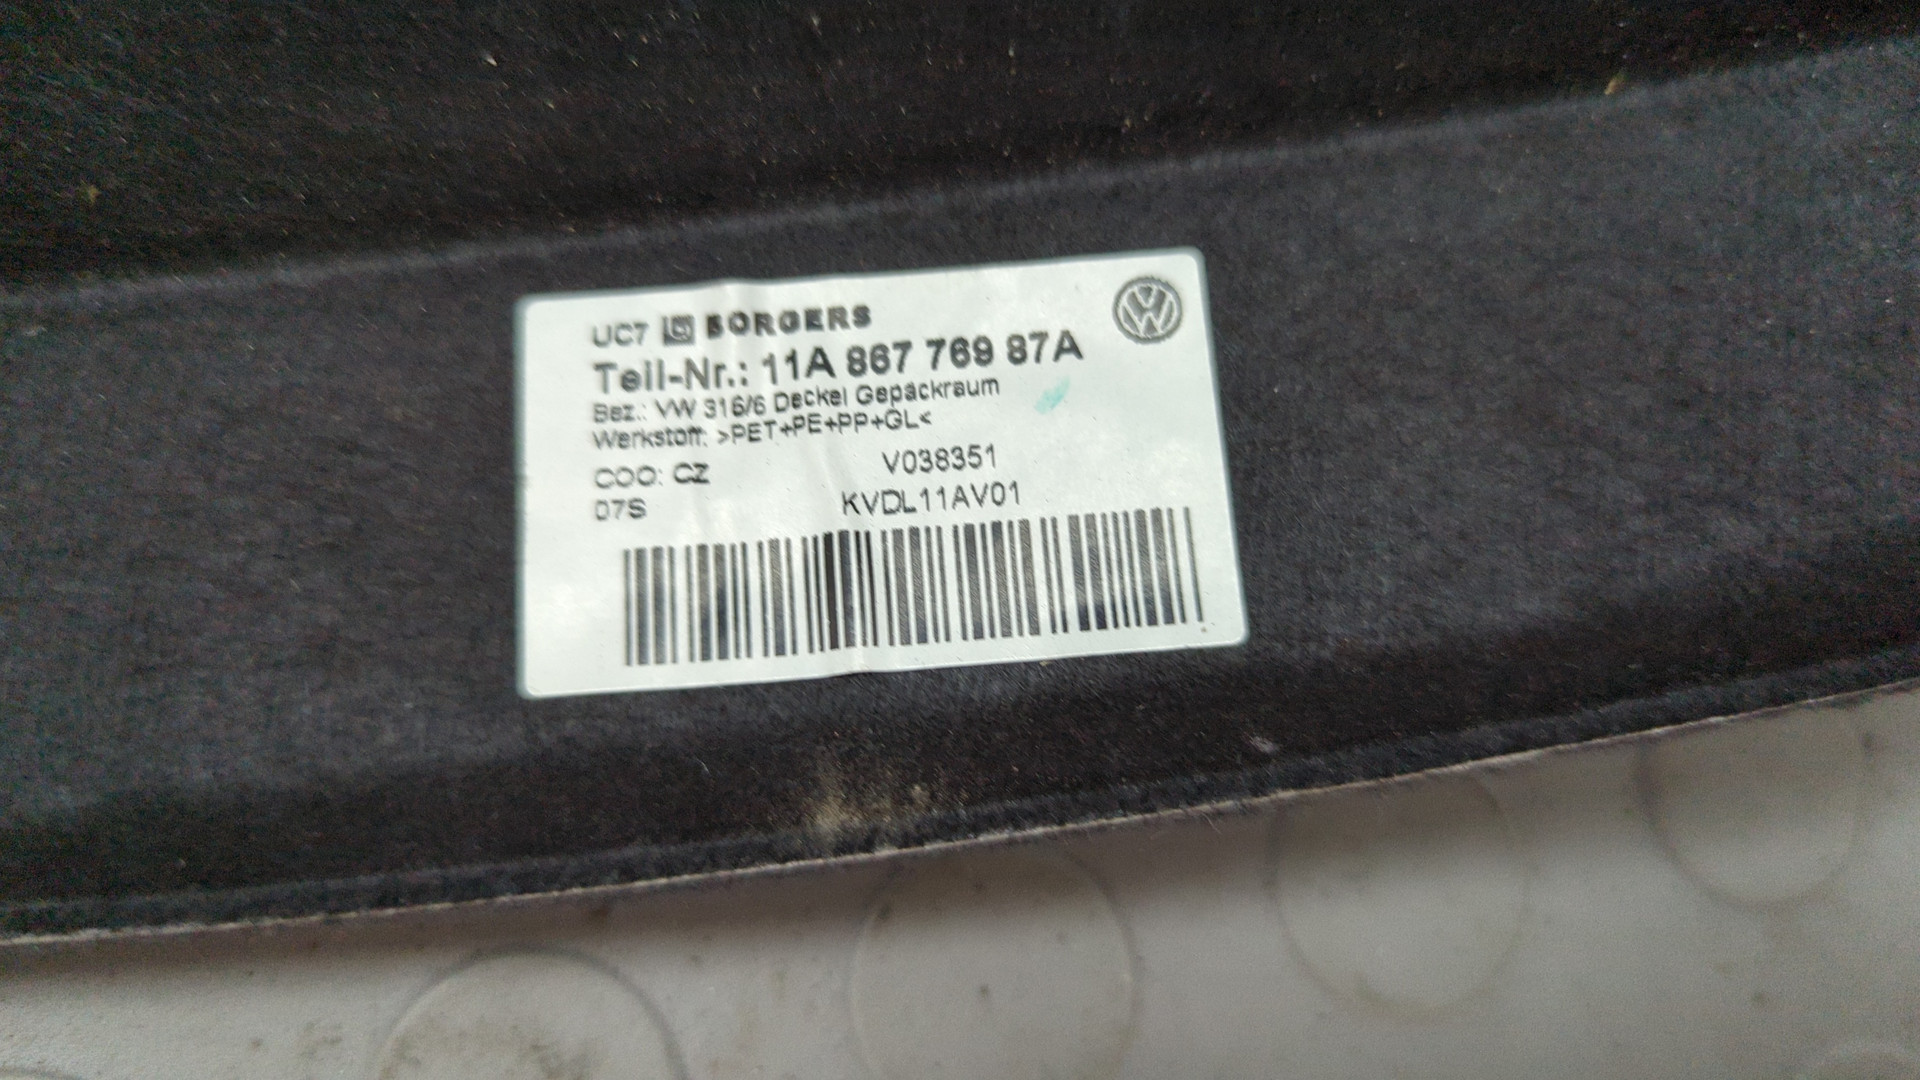 UC7 BORGERS
Teil-Nr.: 11A 867 769 87A
Bez.: VW 316/6 Deckel Gepäckraum
Werkstoff: >PET+PE+PP+GL<
COO: CZ V038351
07S KVDL11AV01